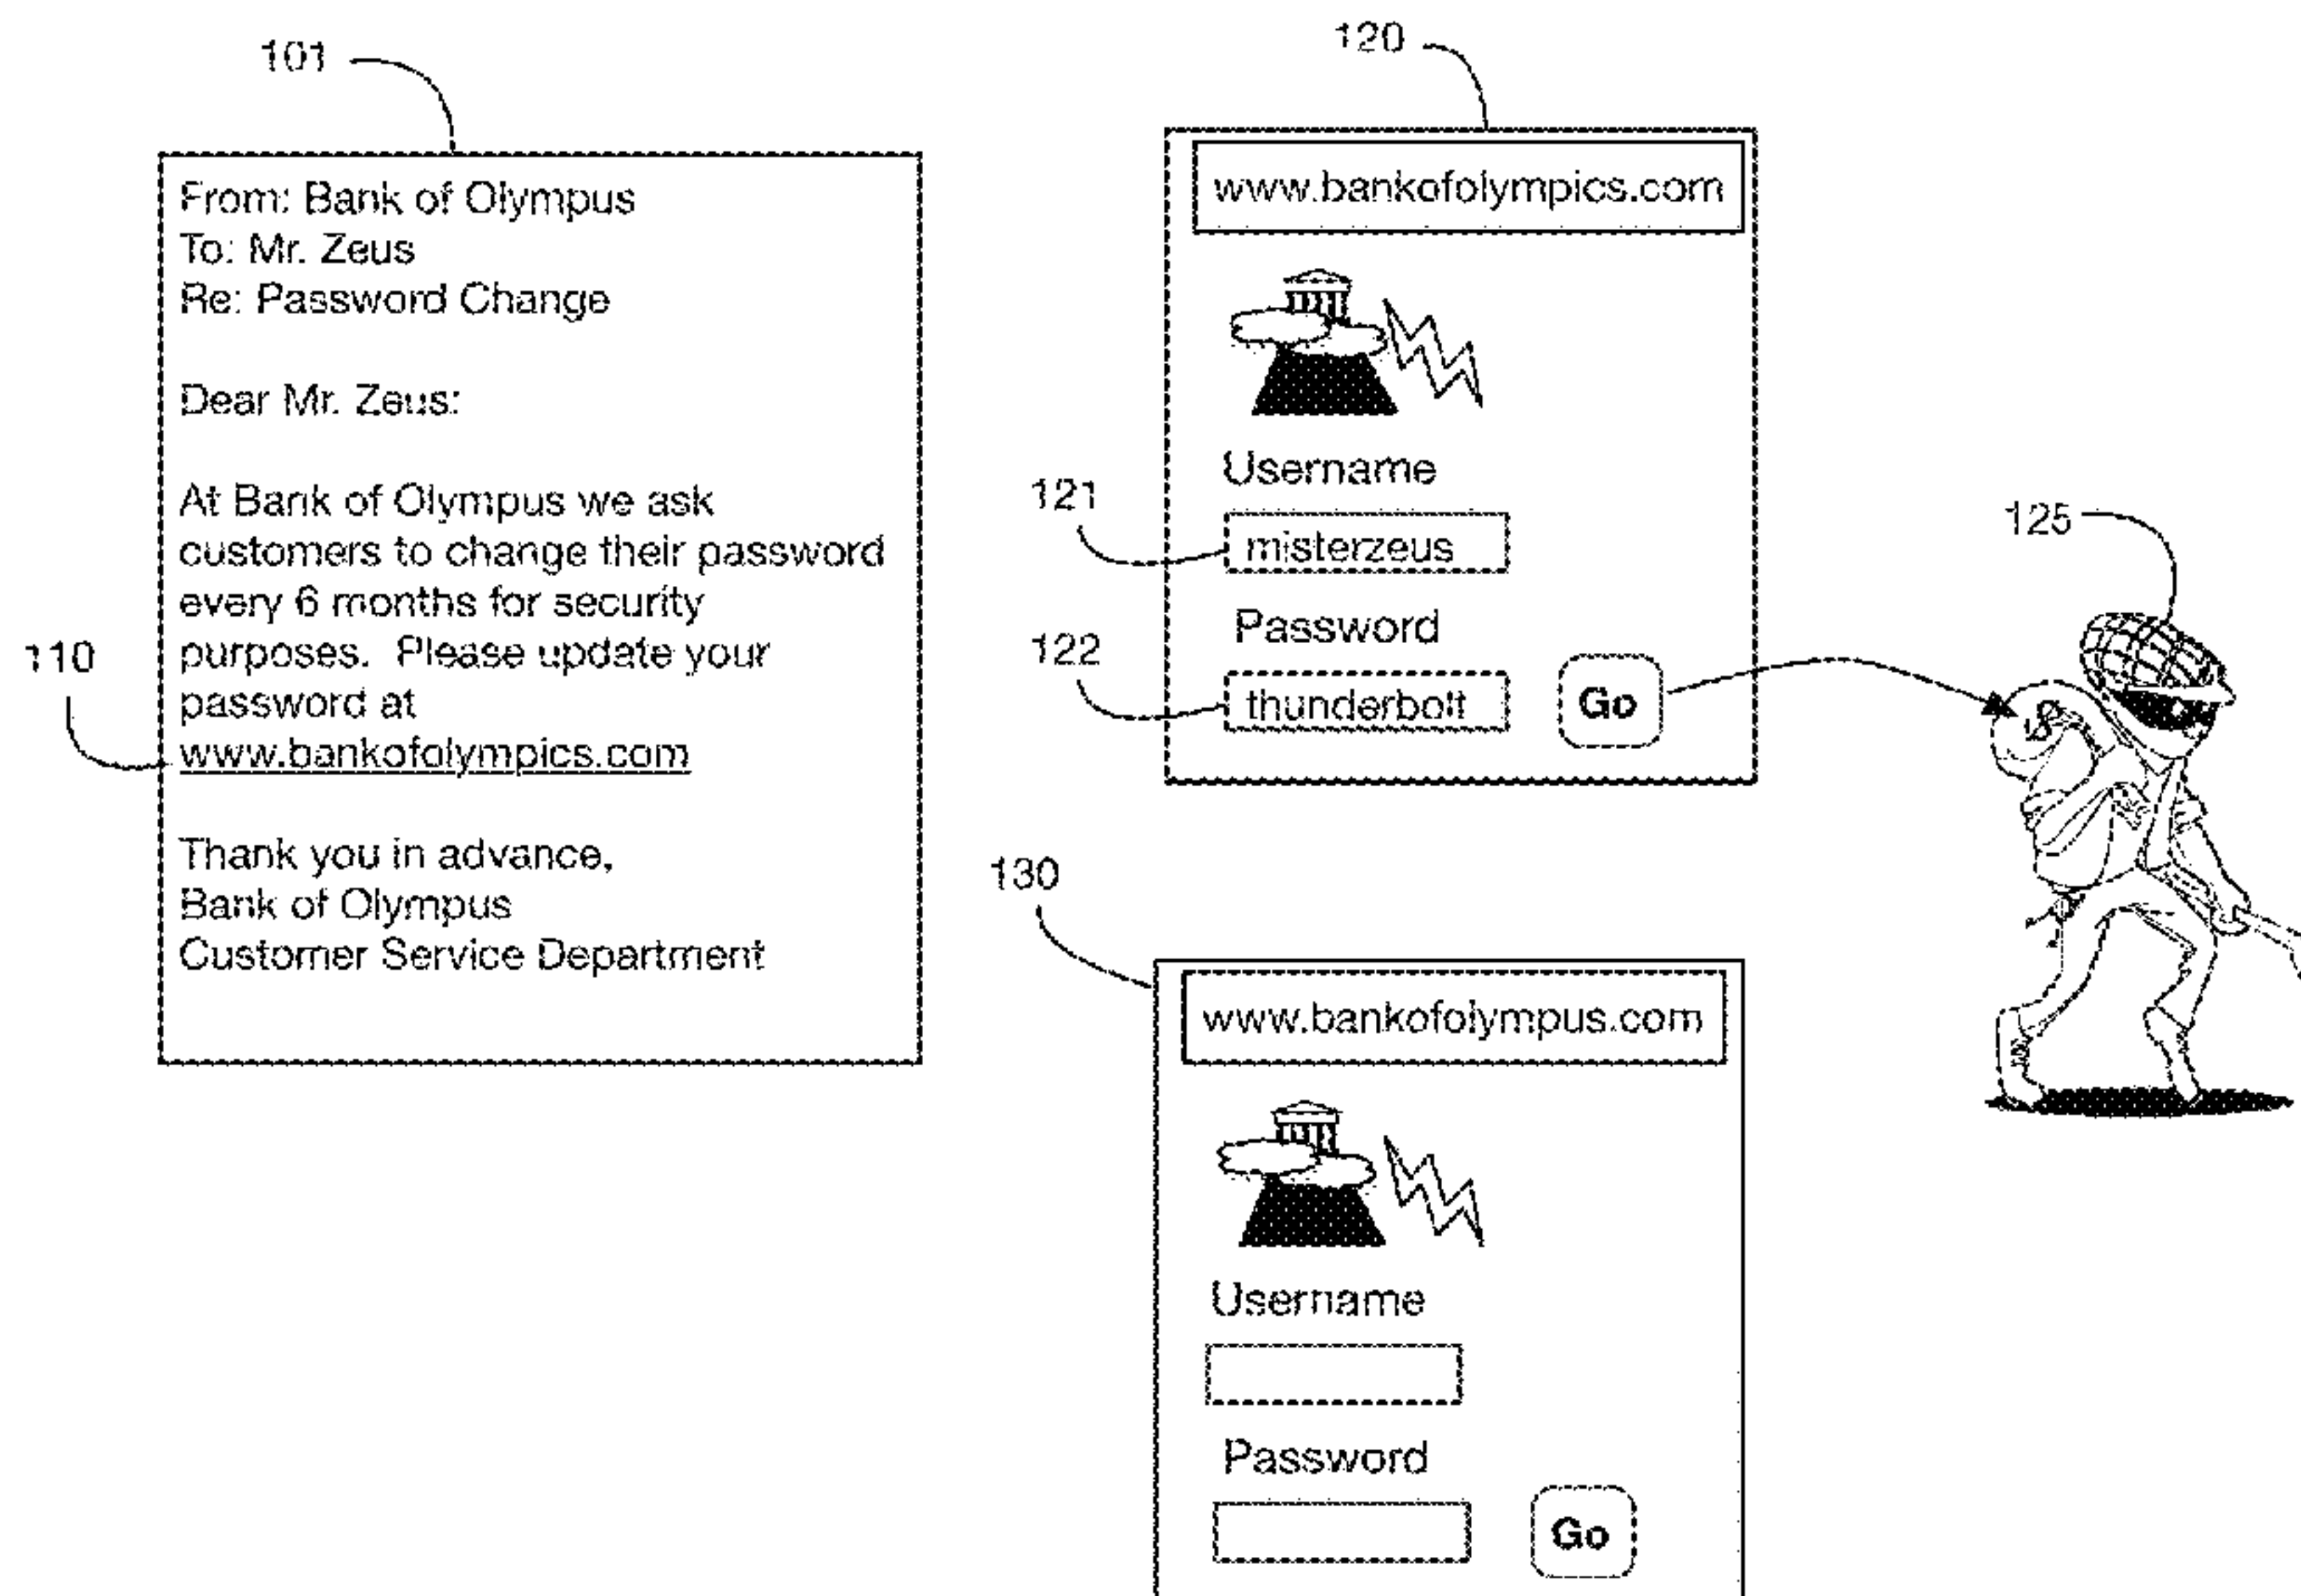 101
From: Bank of Olympus
To: Mr. Zeus
Re: Password Change
Dear Mr. Zeus:
At Bank of Olympus we ask
customers to change their password
every 6 months for security
purposes. Please update your
password at
www.bankofolympics.com
Thank you in advance,
Bank of Olympus
Customer Service Department
110
120
www.bankofolympics.com
Username
121
misterzeus
Password
122
thunderbolt
Go
125
$
130
www.bankofolympus.com
Username
Password
Go